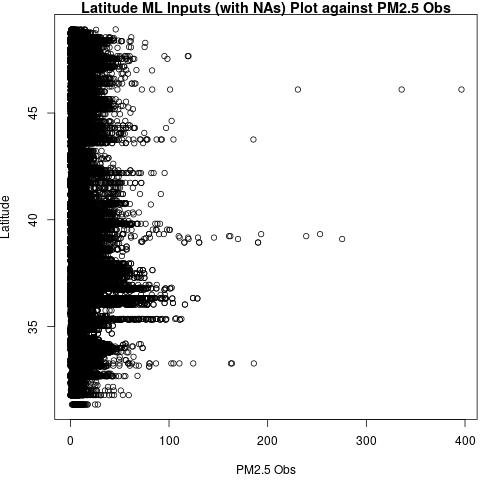 Latitude ML Inputs (with NAs) Plot against PM2.5 Obs
Latitude
45
40
35
0 100 200 300 400
PM2.5 Obs